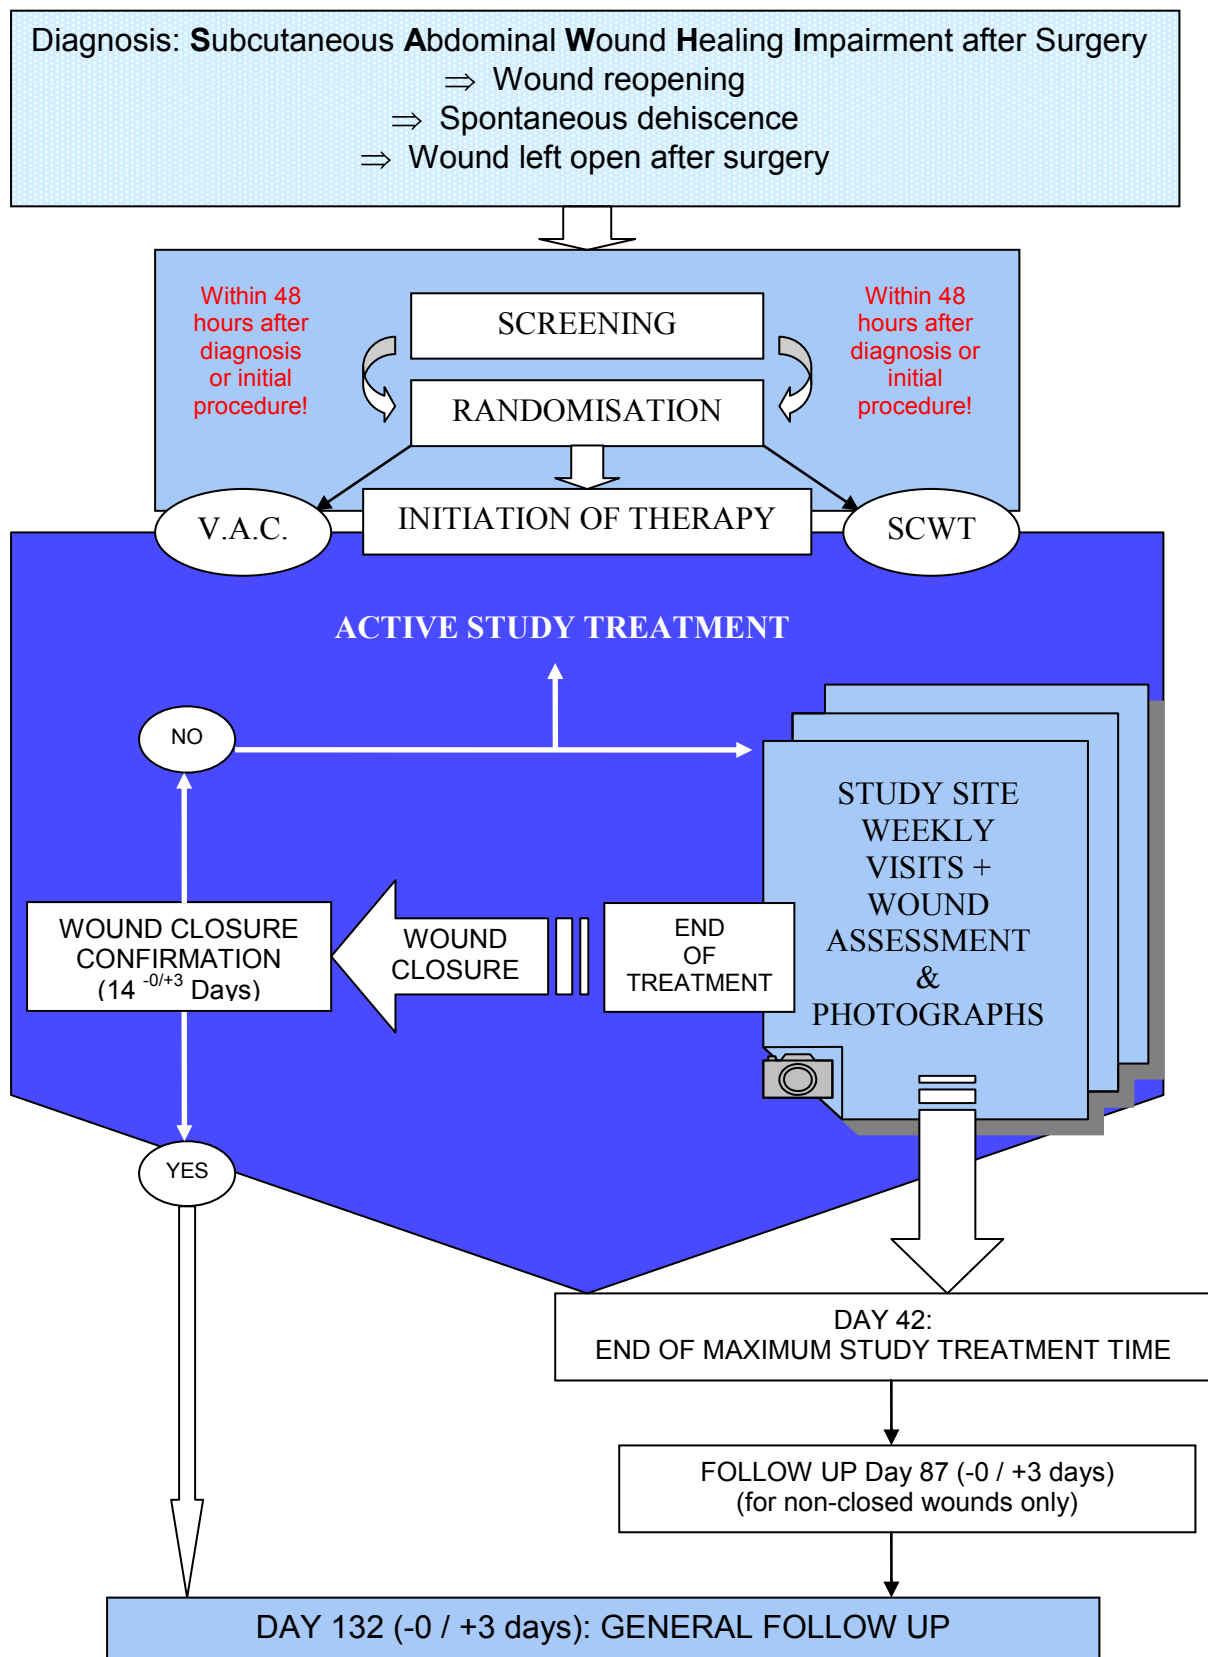 Diagnosis: Subcutaneous Abdominal Wound Healing Impairment after Surgery
⇒ Wound reopening
⇒ Spontaneous dehiscence
⇒ Wound left open after surgery
Within 48
hours after
diagnosis
or initial
procedure!
SCREENING
Within 48
hours after
diagnosis or
initial
procedure!
RANDOMISATION
V.A.C.
INITIATION OF THERAPY
SCWT
ACTIVE STUDY TREATMENT
NO
STUDY SITE
WEEKLY
VISITS +
WOUND
ASSESSMENT
&
PHOTOGRAPHS
END
OF
TREATMENT
WOUND
CLOSURE
WOUND CLOSURE
CONFIRMATION
(14 -0/+3 Days)
YES
DAY 42:
END OF MAXIMUM STUDY TREATMENT TIME
FOLLOW UP Day 87 (-0 / +3 days)
(for non-closed wounds only)
DAY 132 (-0 / +3 days): GENERAL FOLLOW UP